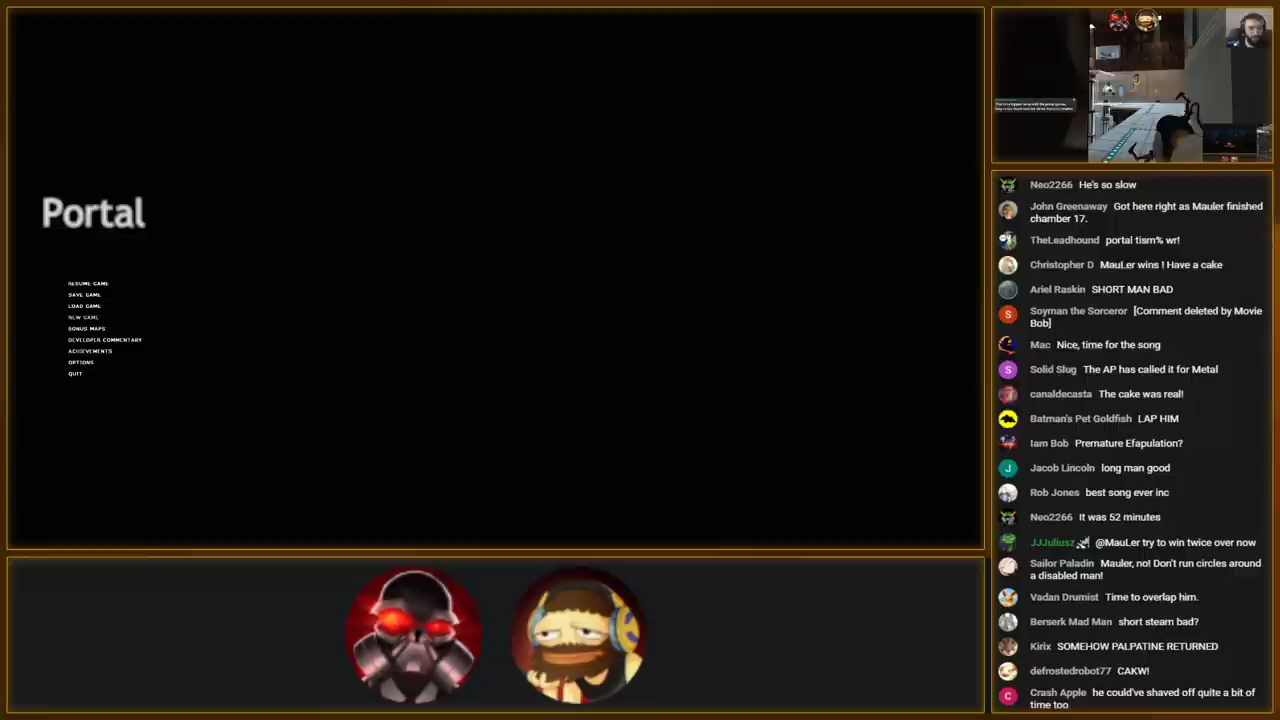 Portal
RESUME GAME
SAVE GAME
LOAD GAME
NEW GAME
BONUS MAPS
DEVELOPER COMMENTARY
ACHIEVEMENTS
OPTIONS
QUIT
Neo2266 He's so slow
John Greenaway Got here right as Mauler finished
chamber 17.
TheLeadhound portal tism% wr!
Christopher D MauLer wins ! Have a cake
Ariel Raskin SHORT MAN BAD
S Soyman the Sorceror [Comment deleted by Movie
Bob]
Mac Nice, time for the song
S Solid Slug The AP has called it for Metal
canaldecasta The cake was real!
Batman's Pet Goldfish LAP HIM
Iam Bob Premature Efapulation?
J Jacob Lincoln long man good
Rob Jones best song ever inc
Neo2266 It was 52 minutes
JJJuliusz @MauLer try to win twice over now
Sailor Paladin Mauler, no! Don't run circles around
a disabled man!
Vadan Drumist Time to overlap him.
Berserk Mad Man short steam bad?
Kirix SOMEHOW PALPATINE RETURNED
defrostedrobot77 CAKW!
C Crash Apple he could've shaved off quite a bit of
time too